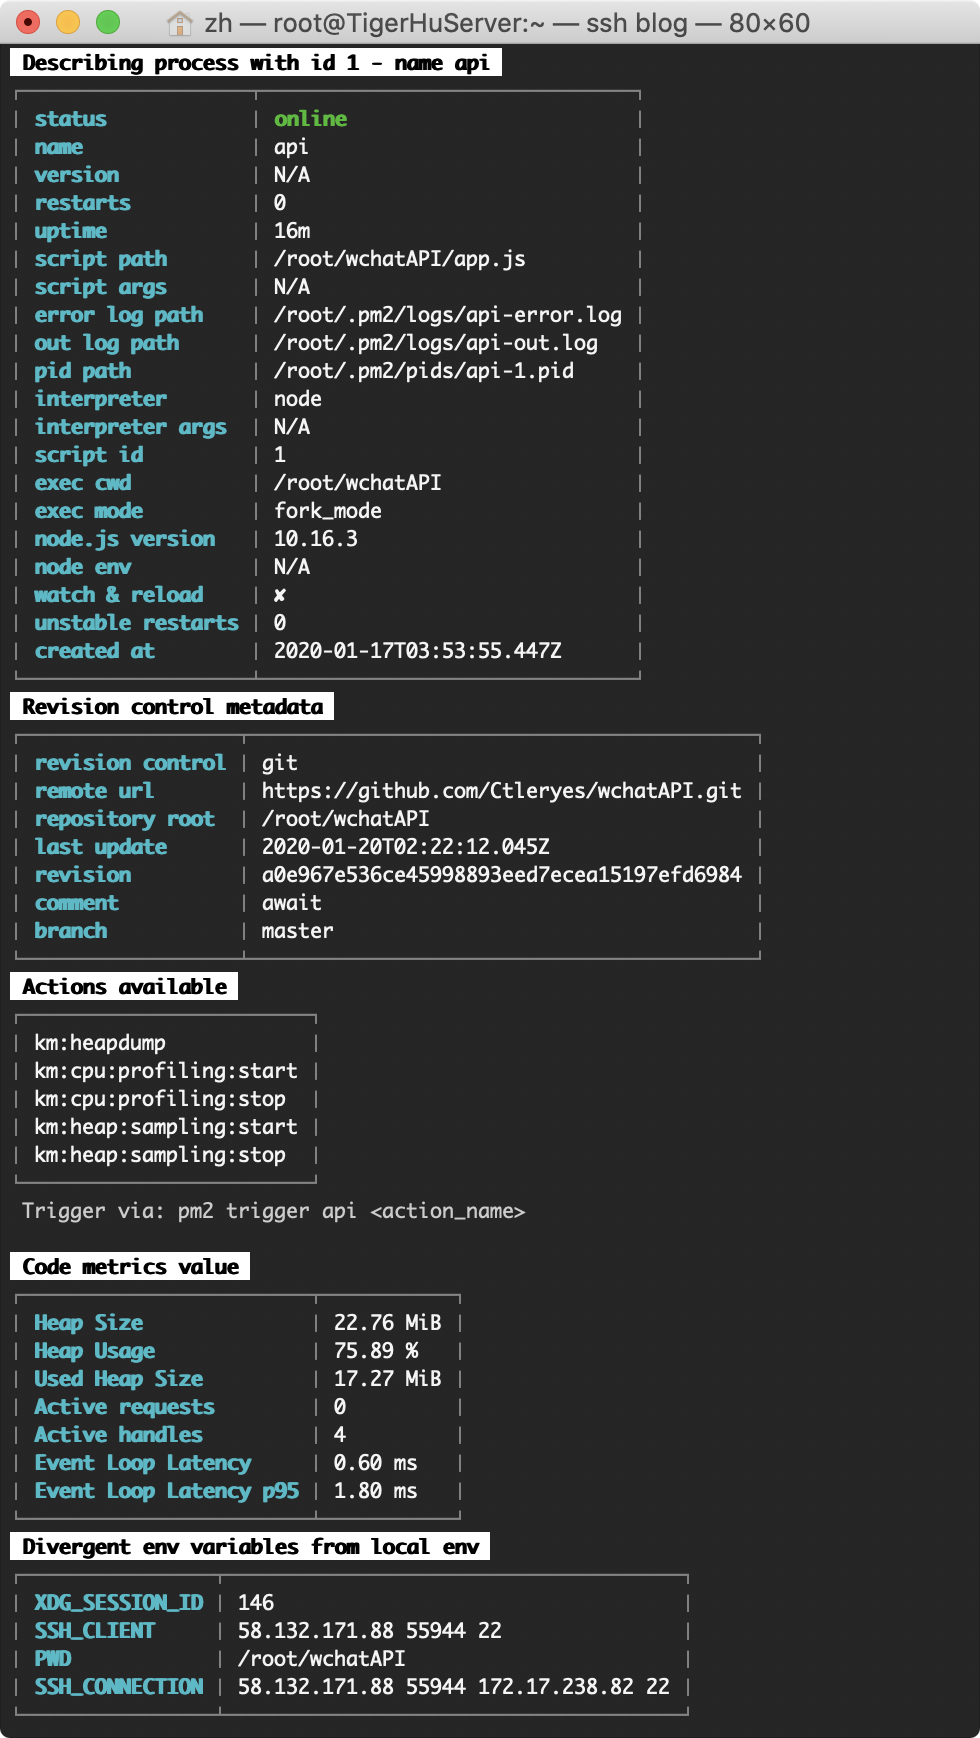 zh — root@TigerHuServer:~ — ssh blog — 80×60
Describing process with id 1 - name api
status online
name api
version N/A
restarts 0
uptime 16m
script path /root/wchatAPI/app.js
script args N/A
error log path /root/.pm2/logs/api-error.log
out log path /root/.pm2/logs/api-out.log
pid path /root/.pm2/pids/api-1.pid
interpreter node
interpreter args N/A
script id 1
exec cwd /root/wchatAPI
exec mode fork_mode
node.js version 10.16.3
node env N/A
watch & reload ✘
unstable restarts 0
created at 2020-01-17T03:53:55.447Z
Revision control metadata
revision control git
remote url https://github.com/Ctleryes/wchatAPI.git
repository root /root/wchatAPI
last update 2020-01-20T02:22:12.045Z
revision a0e967e536ce45998893eed7ecea15197efd6984
comment await
branch master
Actions available
km:heapdump
km:cpu:profiling:start
km:cpu:profiling:stop
km:heap:sampling:start
km:heap:sampling:stop
Trigger via: pm2 trigger api <action_name>
Code metrics value
Heap Size 22.76 MiB
Heap Usage 75.89 %
Used Heap Size 17.27 MiB
Active requests 0
Active handles 4
Event Loop Latency 0.60 ms
Event Loop Latency p95 1.80 ms
Divergent env variables from local env
XDG_SESSION_ID 146
SSH_CLIENT 58.132.171.88 55944 22
PWD /root/wchatAPI
SSH_CONNECTION 58.132.171.88 55944 172.17.238.82 22